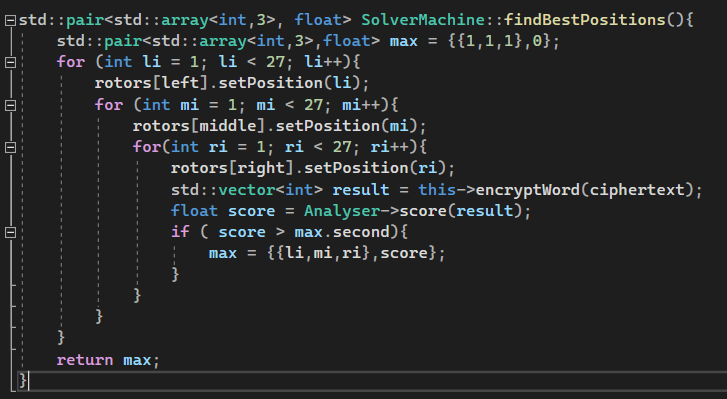 std::pair<std::array<int,3>, float> SolverMachine::findBestPositions(){
    std::pair<std::array<int,3>,float> max = {{1,1,1},0};
    for (int li = 1; li < 27; li++){
        rotors[left].setPosition(li);
        for (int mi = 1; mi < 27; mi++){
            rotors[middle].setPosition(mi);
            for(int ri = 1; ri < 27; ri++){
                rotors[right].setPosition(ri);
                std::vector<int> result = this->encryptWord(ciphertext);
                float score = Analyser->score(result);
                if ( score > max.second){
                    max = {{li,mi,ri},score};
                }
            }
        }
    }
    return max;
}